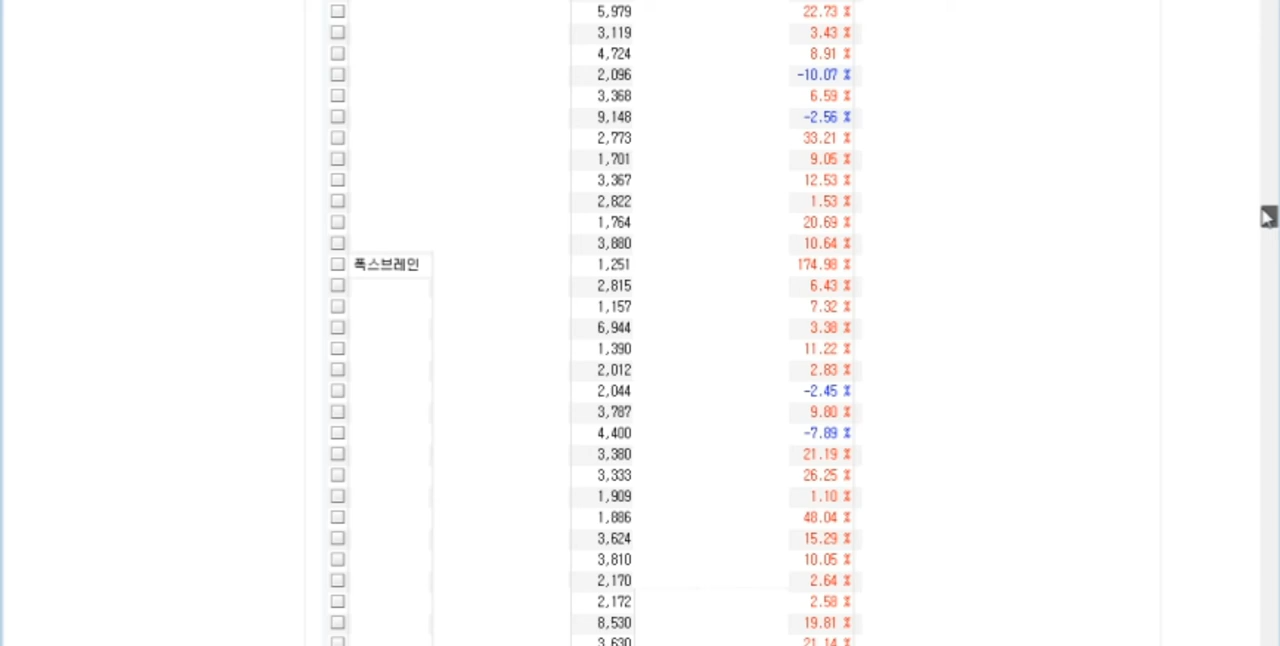 5,979 22.73 %
3,119 3.43 %
4,724 8.91 %
2,096 -10.07 %
3,368 6.59 %
9,148 -2.56 %
2,773 33.21 %
1,701 9.05 %
3,367 12.53 %
2,822 1.53 %
1,764 20.69 %
3,880 10.64 %
폭스브레인 1,251 174.98 %
2,815 6.43 %
1,157 7.32 %
6,944 3.38 %
1,390 11.22 %
2,012 2.83 %
2,044 -2.45 %
3,787 9.80 %
4,400 -7.89 %
3,380 21.19 %
3,333 26.25 %
1,909 1.10 %
1,886 48.04 %
3,624 15.29 %
3,810 10.05 %
2,170 2.64 %
2,172 2.58 %
8,530 19.81 %
3,630 21.14 %